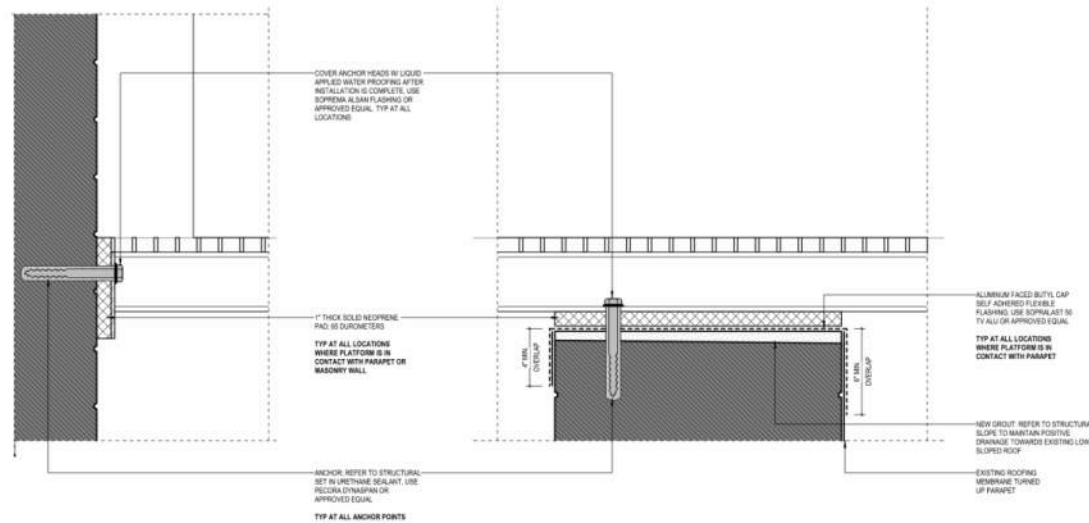 COVER ANCHOR HEADS W/ LIQUID
APPLIED WATER PROOFING AFTER
INSTALLATION IS COMPLETE. USE
SOPREMA ALSAN FLASHING OR
APPROVED EQUAL. TYP AT ALL
LOCATIONS
1" THICK SOLID NEOPRENE
PAD; 65 DUROMETERS
TYP AT ALL LOCATIONS
WHERE PLATFORM IS IN
CONTACT WITH PARAPET OR
MASONRY WALL
4" MIN
OVERLAP
6" MIN
OVERLAP
ALUMINUM FACED BUTYL CAP
SELF ADHERED FLEXIBLE
FLASHING; USE SOPRALAST 50
TV ALU OR APPROVED EQUAL
TYP AT ALL LOCATIONS
WHERE PLATFORM IS IN
CONTACT WITH PARAPET
NEW GROUT: REFER TO STRUCTURA
SLOPE TO MAINTAIN POSITIVE
DRAINAGE TOWARDS EXISTING LOW
SLOPED ROOF
EXISTING ROOFING
MEMBRANE TURNED
UP PARAPET
ANCHOR; REFER TO STRUCTURAL
SET IN URETHANE SEALANT, USE
PECORA DYNASPAN OR
APPROVED EQUAL
TYP AT ALL ANCHOR POINTS